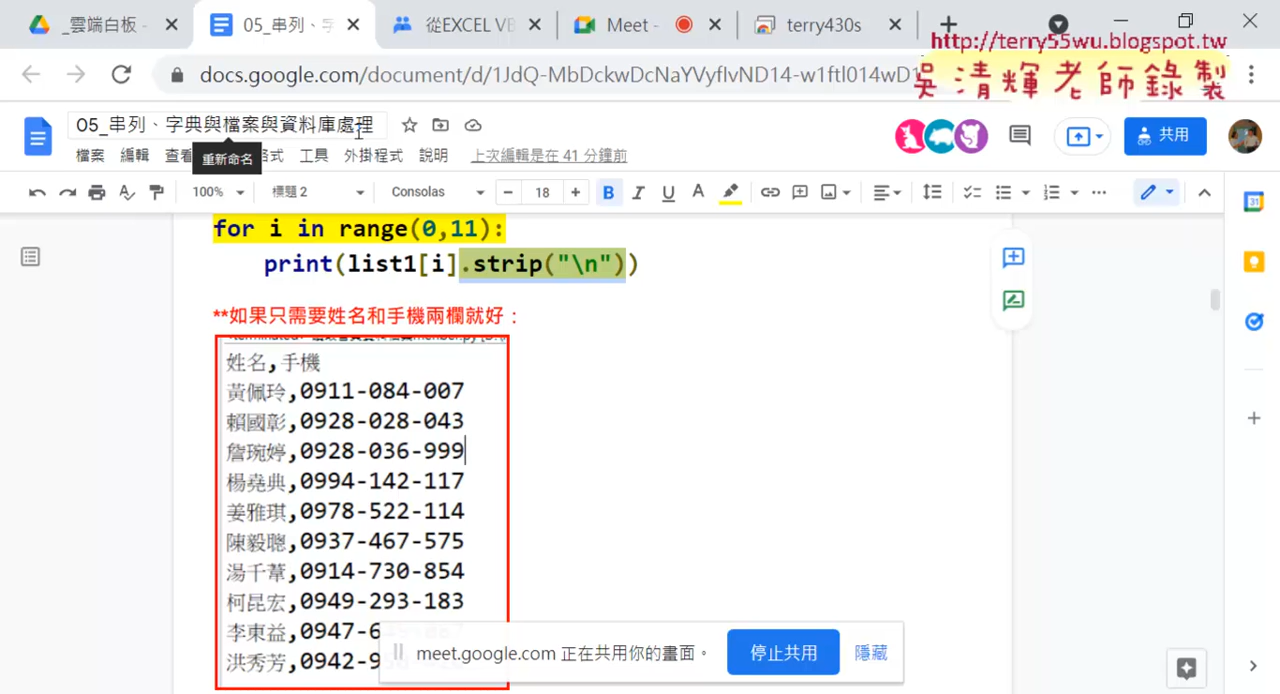 _雲端白板 -
05_串列、字
從EXCEL VB
Meet -
terry430s
http://terry55wu.blogspot.tw
docs.google.com/document/d/1JdQ-MbDckwDcNaYVyfIvND14-w1ftl014wD1
吳清輝老師錄製
05_串列、字典與檔案與資料庫處理
共用
檔案 編輯 查看 格式 工具 外掛程式 說明 上次編輯是在 41 分鐘前
重新命名
100% 標題 2 Consolas - 18 + B I U A
31
for i in range(0,11):
print(list1[i].strip("\n"))
**如果只需要姓名和手機兩欄就好：
姓名,手機
黃佩玲,0911-084-007
賴國彰,0928-028-043
詹琬婷,0928-036-999
楊堯典,0994-142-117
姜雅琪,0978-522-114
陳毅聰,0937-467-575
湯千葦,0914-730-854
柯昆宏,0949-293-183
李東益,0947-6
洪秀芳,0942-9
meet.google.com 正在共用你的畫面。 停止共用 隱藏